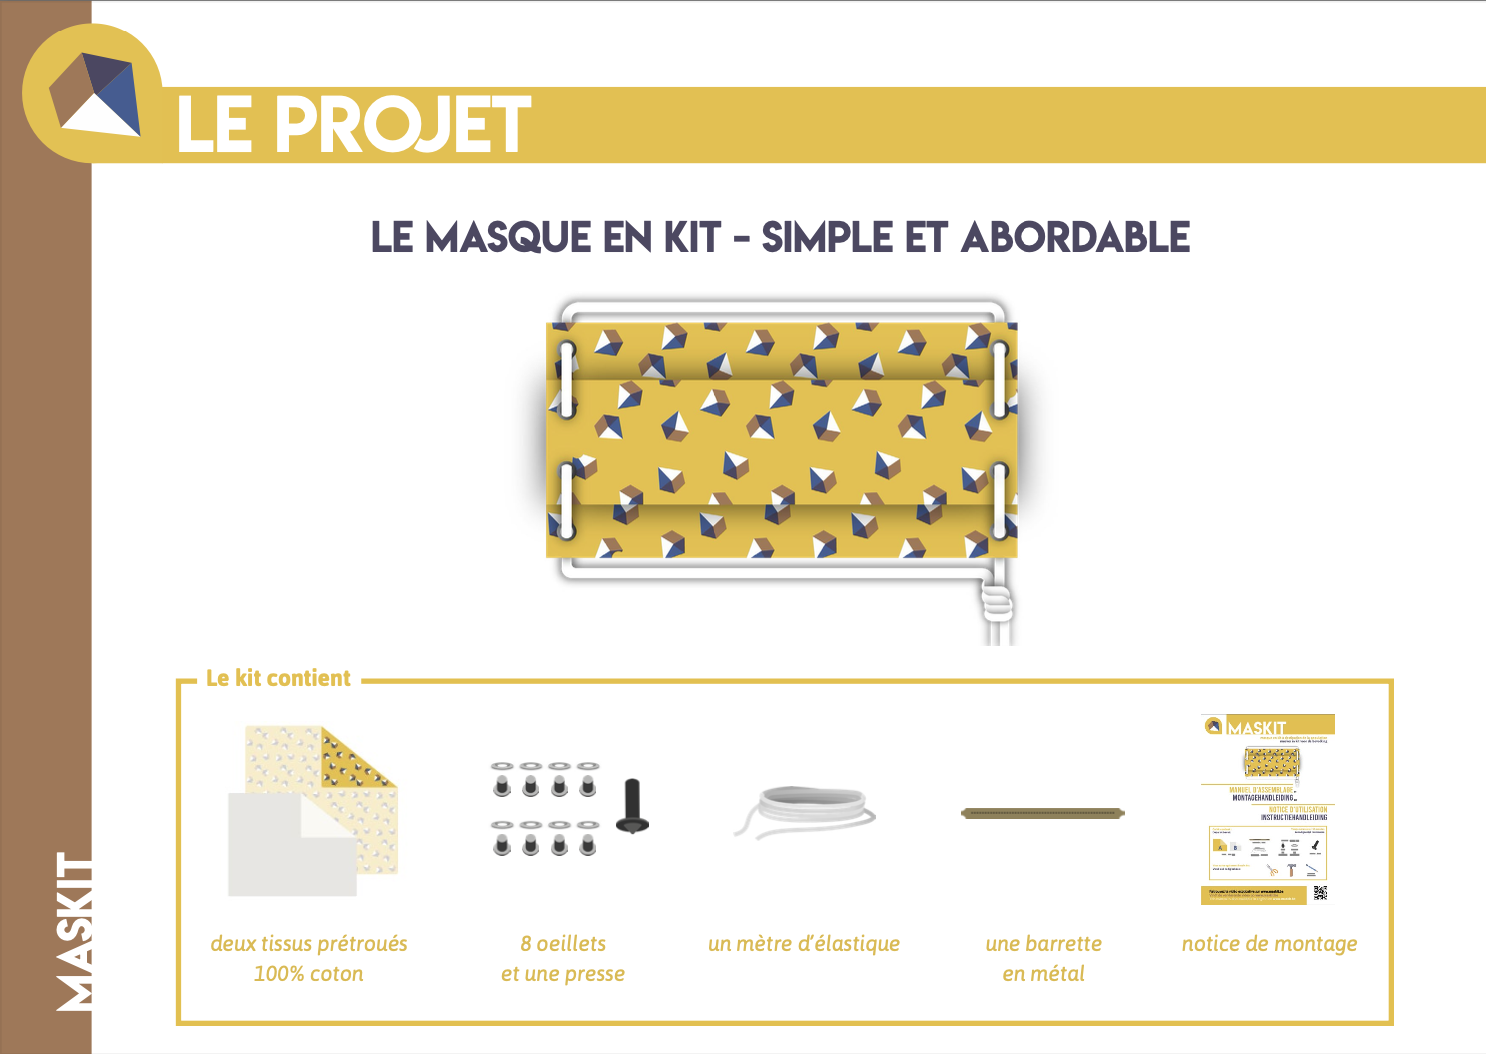 LE PROJET
LE MASQUE EN KIT - SIMPLE ET ABORDABLE
Le kit contient
MASKIT
MANUEL D'ASSEMBLAGE
MONTAGEHANDLEIDING
NOTICE D'UTILISATION
INSTRUCTIEHANDLEIDING
A
B
deux tissus prétroués
100% coton
8 oeillets
et une presse
un mètre d'élastique
une barrette
en métal
notice de montage
MASKIT